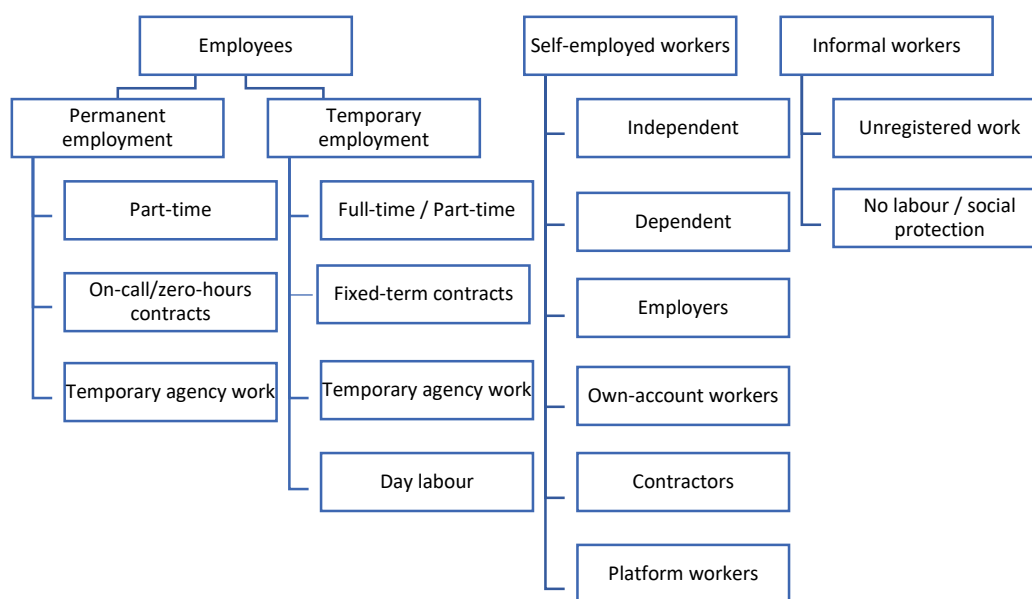 Employees
Self-employed workers
Informal workers
Permanent
employment
Temporary
employment
Independent
Unregistered work
Part-time
Full-time / Part-time
Dependent
No labour / social
protection
On-call/zero-hours
contracts
Fixed-term contracts
Employers
Temporary agency work
Temporary agency work
Own-account workers
Day labour
Contractors
Platform workers